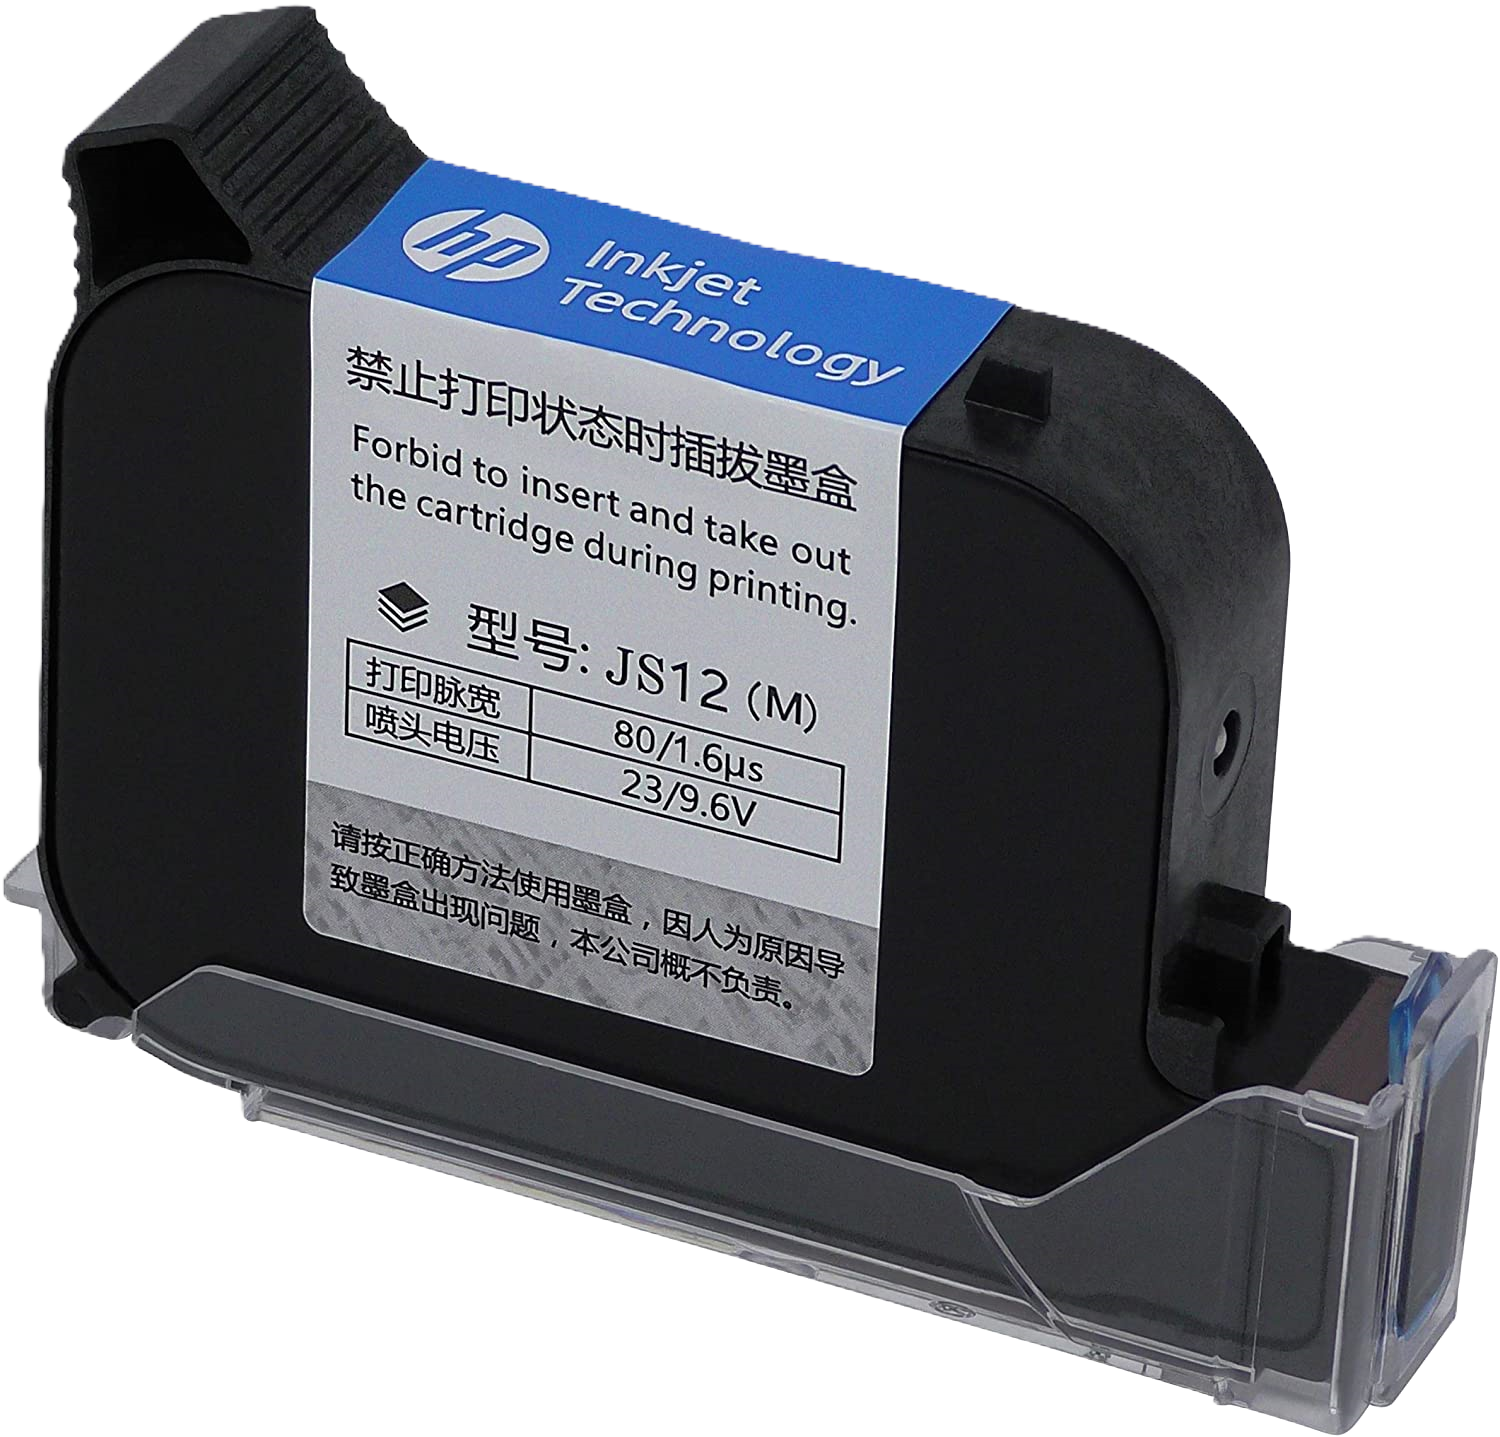 hp Inkjet
Technology
禁止打印状态时插拔墨盒
Forbid to insert and take out
the cartridge during printing.
型号: JS12 (M)
打印脉宽 80/1.6μs
喷头电压 23/9.6V
请按正确方法使用墨盒，因人为原因导
致墨盒出现问题，本公司概不负责。